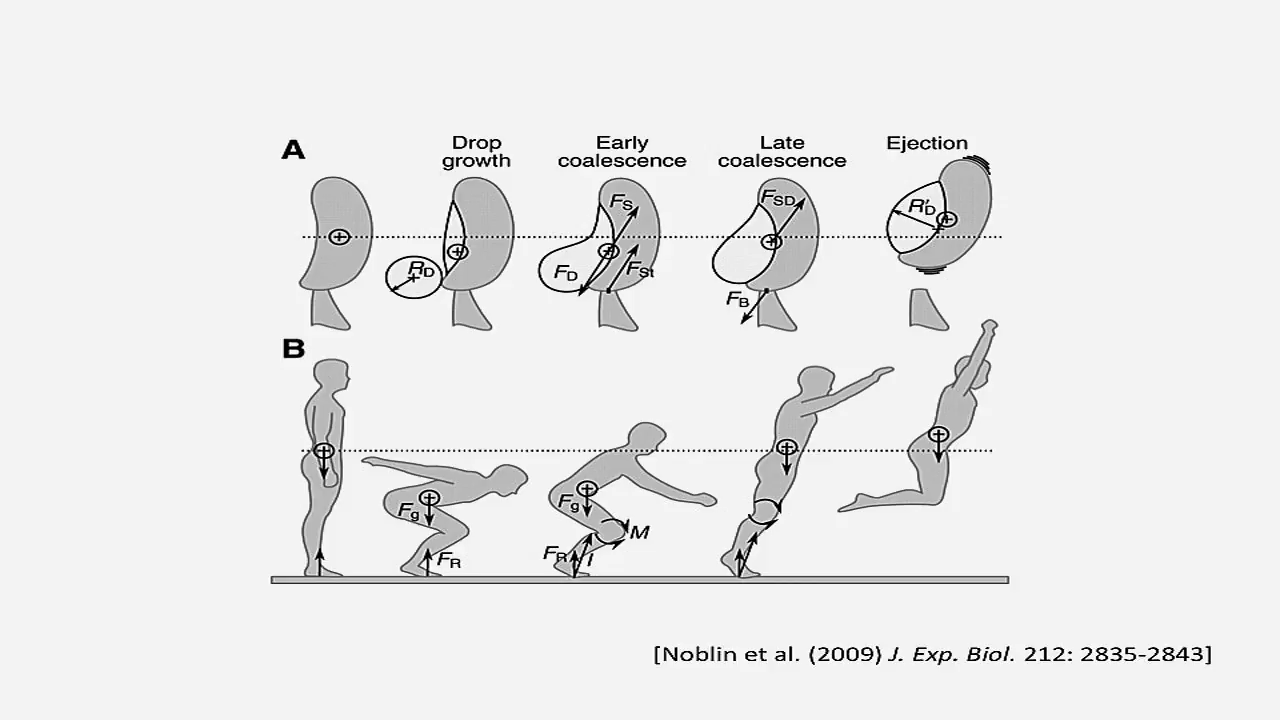 A
Drop
growth
Early
coalescence
Late
coalescence
Ejection
R_D
F_S
F_D
F_St
F_SD
F_B
R'_D
B
F_g
F_R
F_g
F_R
I
M
[Noblin et al. (2009) J. Exp. Biol. 212: 2835-2843]